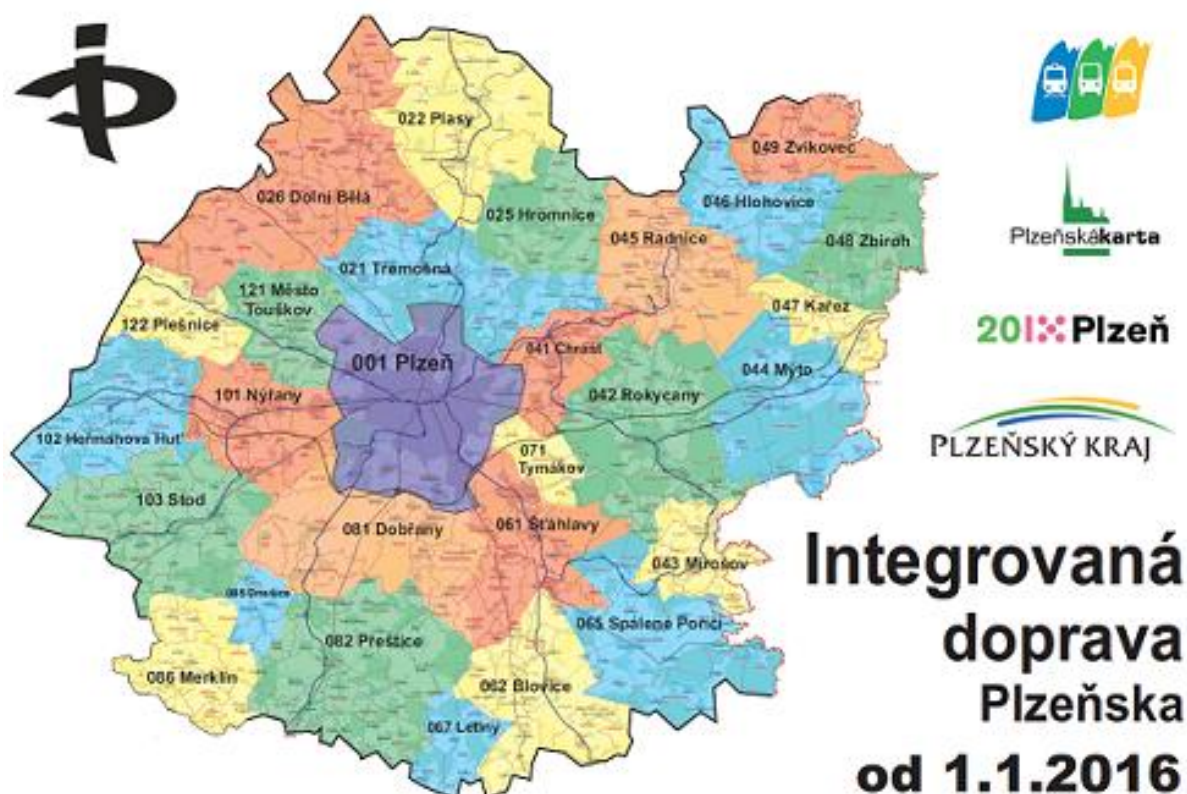 022 Plasy
049 Zvíkovec
026 Dolní Bělá
025 Hromnice
046 Hlohovice
045 Radnice
048 Zbiroh
Plzeňskákarta
021 Třemošná
121 Město
Touškov
047 Kařez
122 Plešnice
2015 Plzeň
001 Plzeň
041 Chrást
044 Mýto
101 Nýřany
042 Rokycany
102 Heřmanova Huť
071
Tymákov
PLZEŇSKÝ KRAJ
103 Stod
081 Dobřany
061 Šťáhlavy
043 Mirošov
Integrovaná
doprava
Plzeňska
od 1.1.2016
065 Spálené Poříčí
082 Přeštice
086 Merklín
062 Blovice
067 Letiny